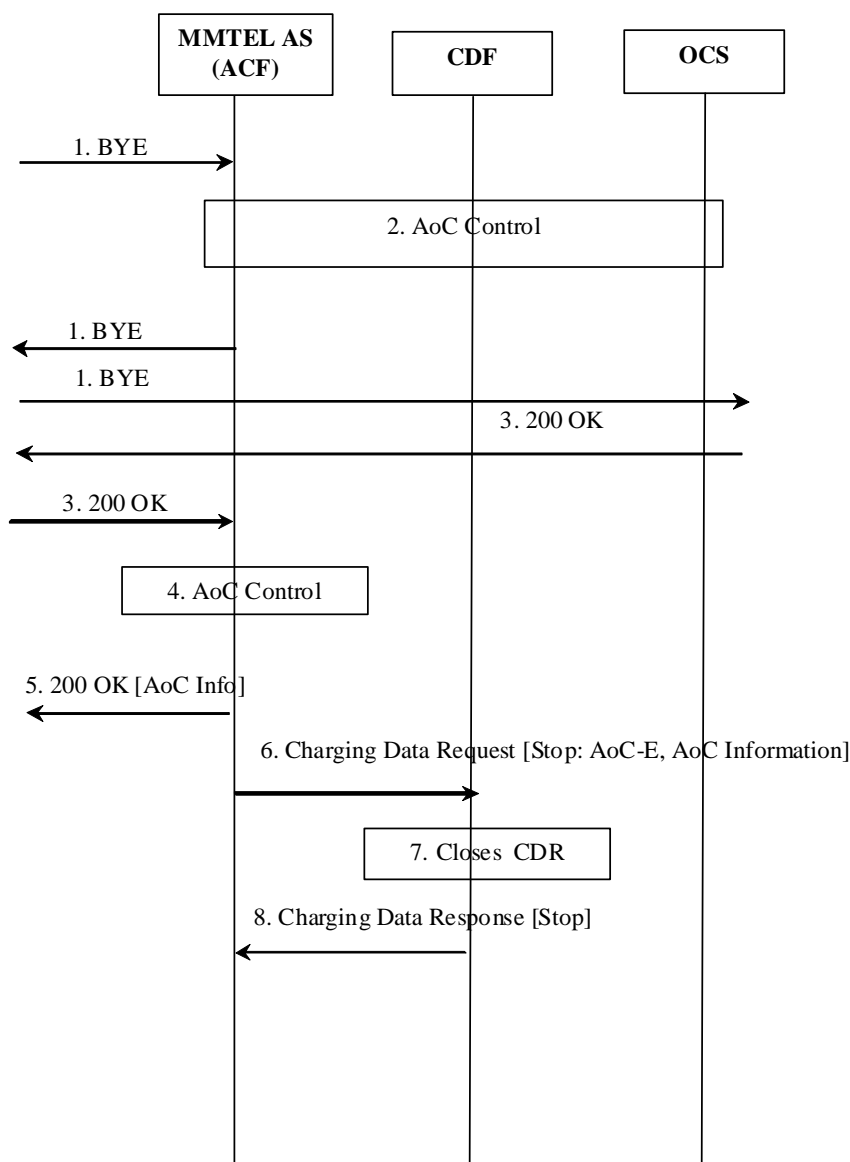 MMTEL AS
(ACF)
CDF
OCS
1. BYE
2. AoC Control
1. BYE
1. BYE
3. 200 OK
3. 200 OK
4. AoC Control
5. 200 OK [AoC Info]
6. Charging Data Request [Stop: AoC-E, AoC Information]
7. Closes CDR
8. Charging Data Response [Stop]